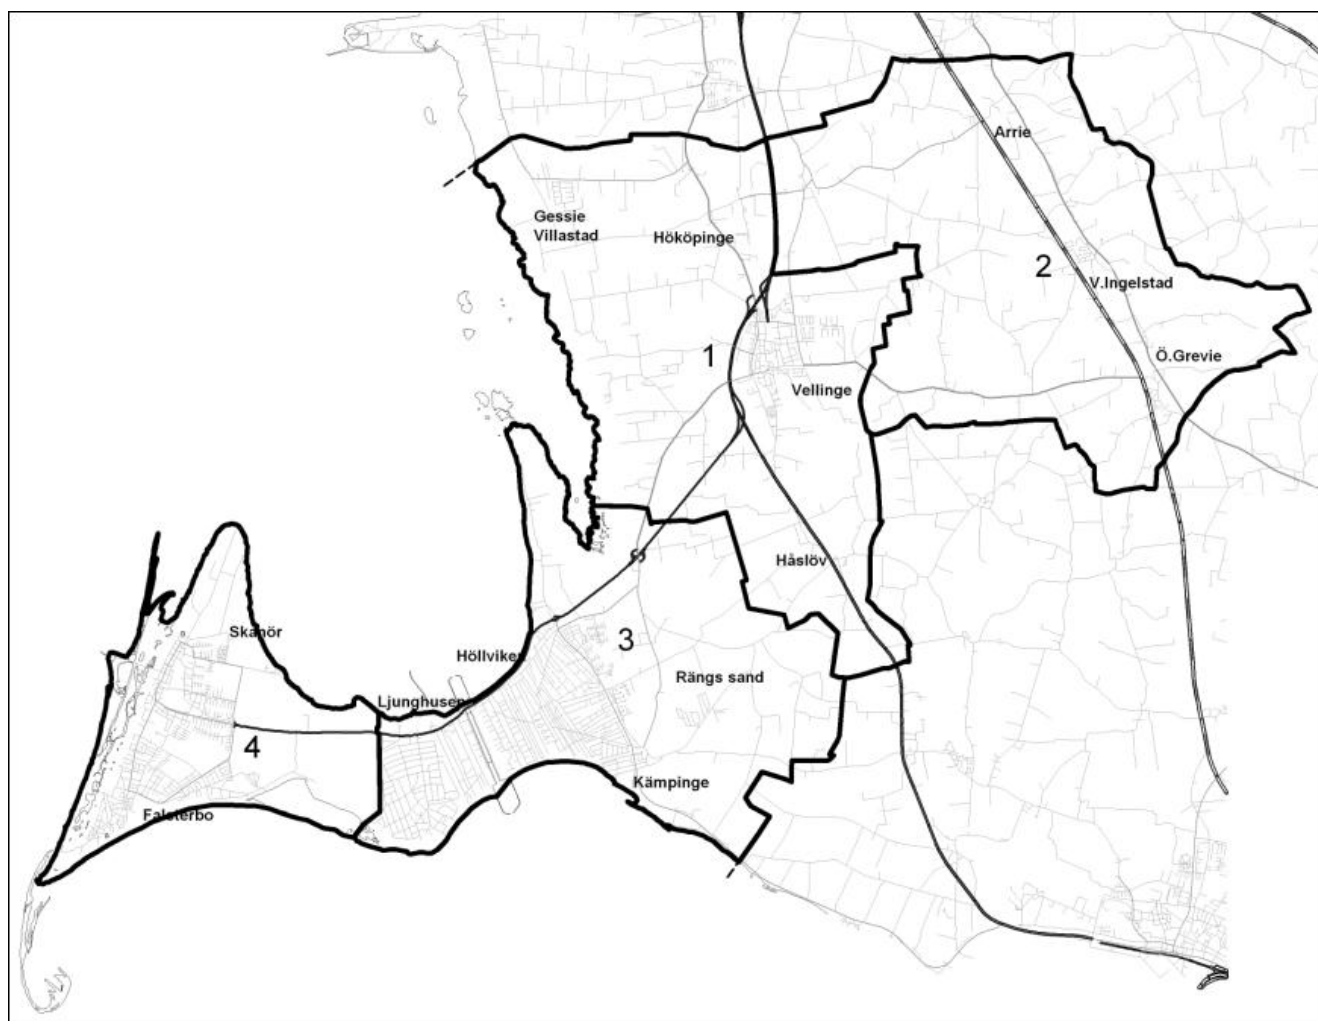 Arrie
Gessie
Villastad
Hököpinge
2
V.Ingelstad
1
Ö.Grevie
Vellinge
Håslöv
Skanör
3
Höllviken
Rängs sand
Ljunghusen
4
Kämpinge
Falsterbo